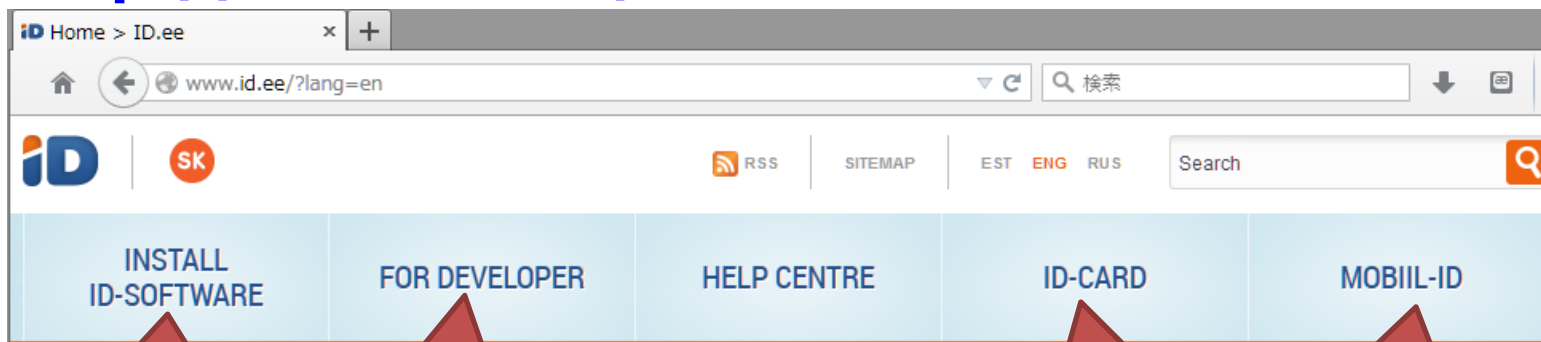 iD Home > ID.ee
www.id.ee/?lang=en
検索
iD
SK
RSS
SITEMAP
EST ENG RUS
Search
INSTALL
ID-SOFTWARE
FOR DEVELOPER
HELP CENTRE
ID-CARD
MOBIIL-ID